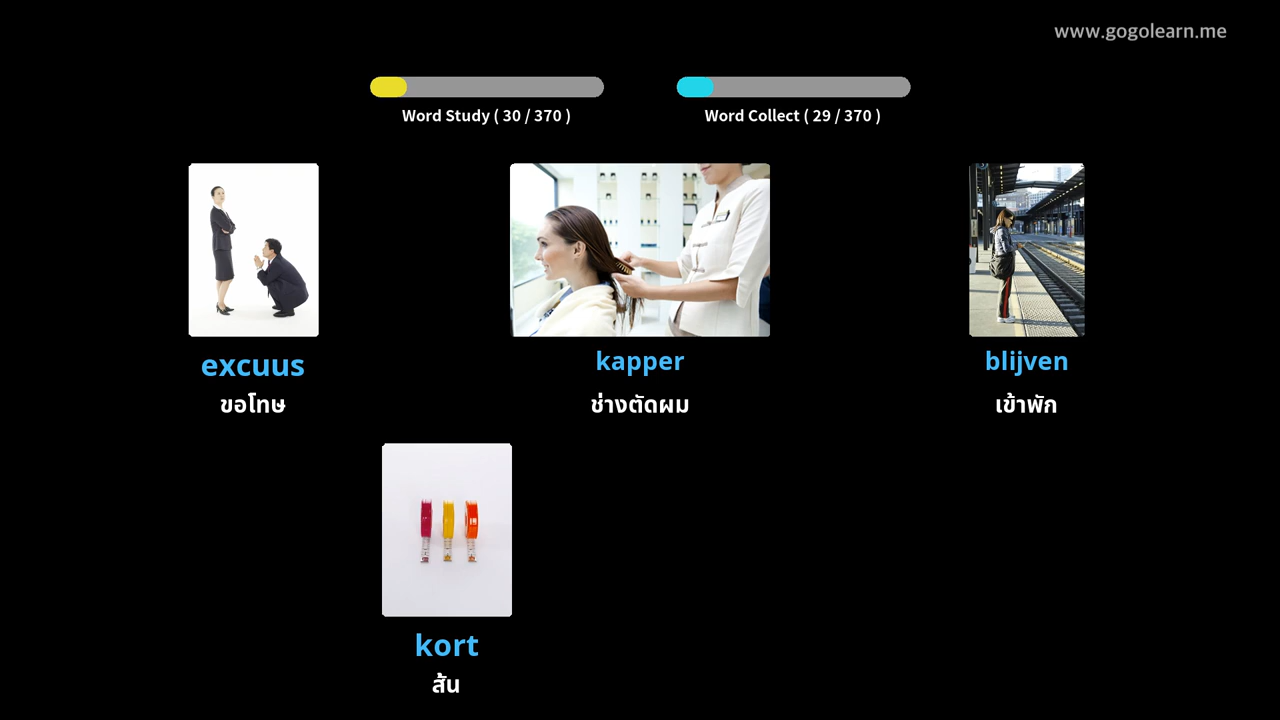 www.gogolearn.me
Word Study ( 30 / 370 )
Word Collect ( 29 / 370 )
excuus
ขอโทษ
kapper
ช่างตัดผม
blijven
เข้าพัก
kort
สั้น